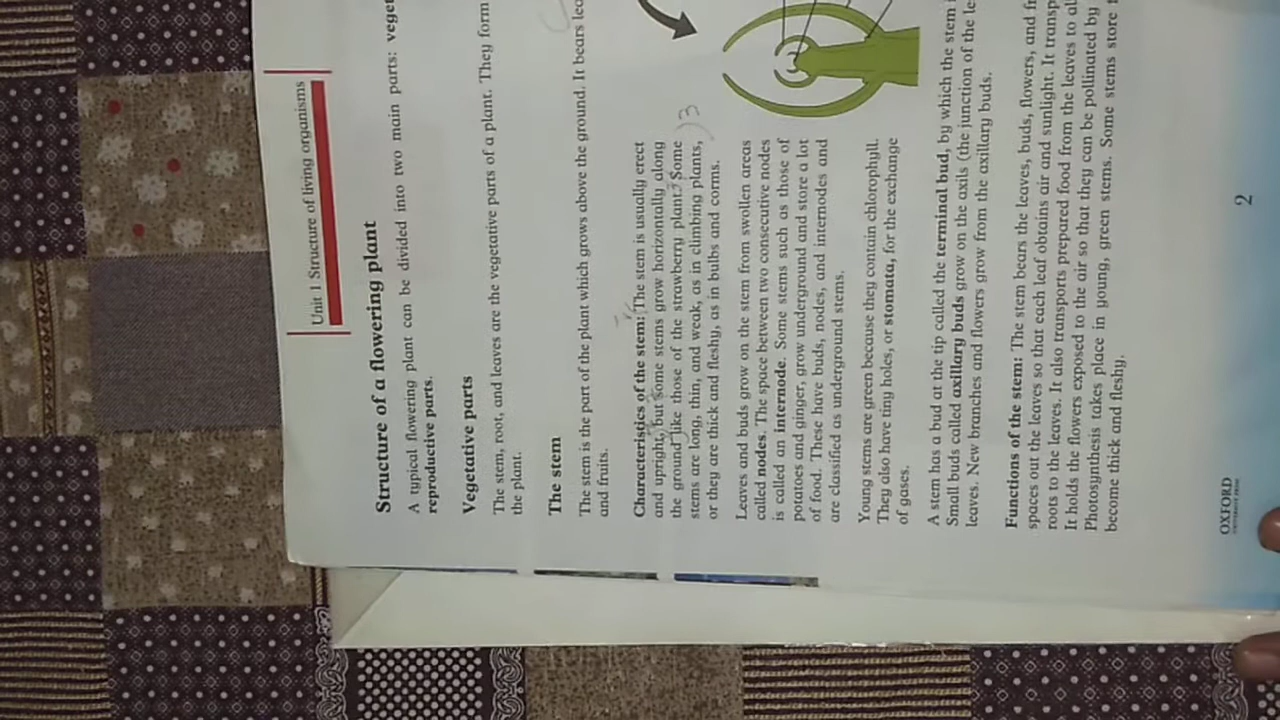 Unit 1 Structure of living organisms
Structure of a flowering plant
A typical flowering plant can be divided into two main parts:
reproductive parts.
Vegetative parts
The stem, root, and leaves are the vegetative parts of a plant. They form
the plant.
The stem
The stem is the part of the plant which grows above the ground. It bears
and fruits.
Characteristics of the stem: The stem is usually erect
and upright, but some stems grow horizontally along
the ground like those of the strawberry plant. Some
stems are long, thin, and weak, as in climbing plants,
or they are thick and fleshy, as in bulbs and corms.
)3
Leaves and buds grow on the stem from swollen areas
called nodes. The space between two consecutive nodes
is called an internode. Some stems such as those of
potatoes and ginger, grow underground and store a lot
of food. These have buds, nodes, and internodes and
are classified as underground stems.
Young stems are green because they contain chlorophyll.
They also have tiny holes, or stomata, for the exchange
of gases.
A stem has a bud at the tip called the terminal bud, by which the stem
Small buds called axillary buds grow on the axils (the junction of the
leaves. New branches and flowers grow from the axillary buds.
Functions of the stem: The stem bears the leaves, buds, flowers, and
spaces out the leaves so that each leaf obtains air and sunlight. It
roots to the leaves. It also transports prepared food from the leaves to
It holds the flowers exposed to the air so that they can be pollinated by
Photosynthesis takes place in young, green stems. Some stems store
become thick and fleshy.
OXFORD
UNIVERSITY PRESS
2